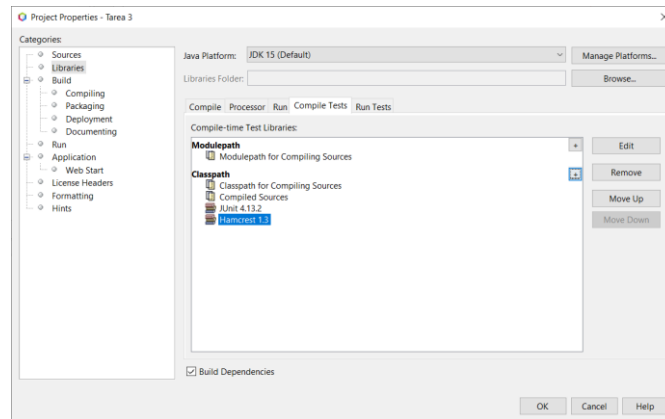 Project Properties - Tarea 3
Categories:
Sources
Libraries
Build
Compiling
Packaging
Deployment
Documenting
Run
Application
Web Start
License Headers
Formatting
Hints
Java Platform: JDK 15 (Default) Manage Platforms...
Libraries Folder: Browse...
Compile Processor Run Compile Tests Run Tests
Compile-time Test Libraries:
Modulepath
Modulepath for Compiling Sources
Classpath
Classpath for Compiling Sources
Compiled Sources
JUnit 4.13.2
Hamcrest 1.3
Edit
Remove
Move Up
Move Down
Build Dependencies
OK Cancel Help